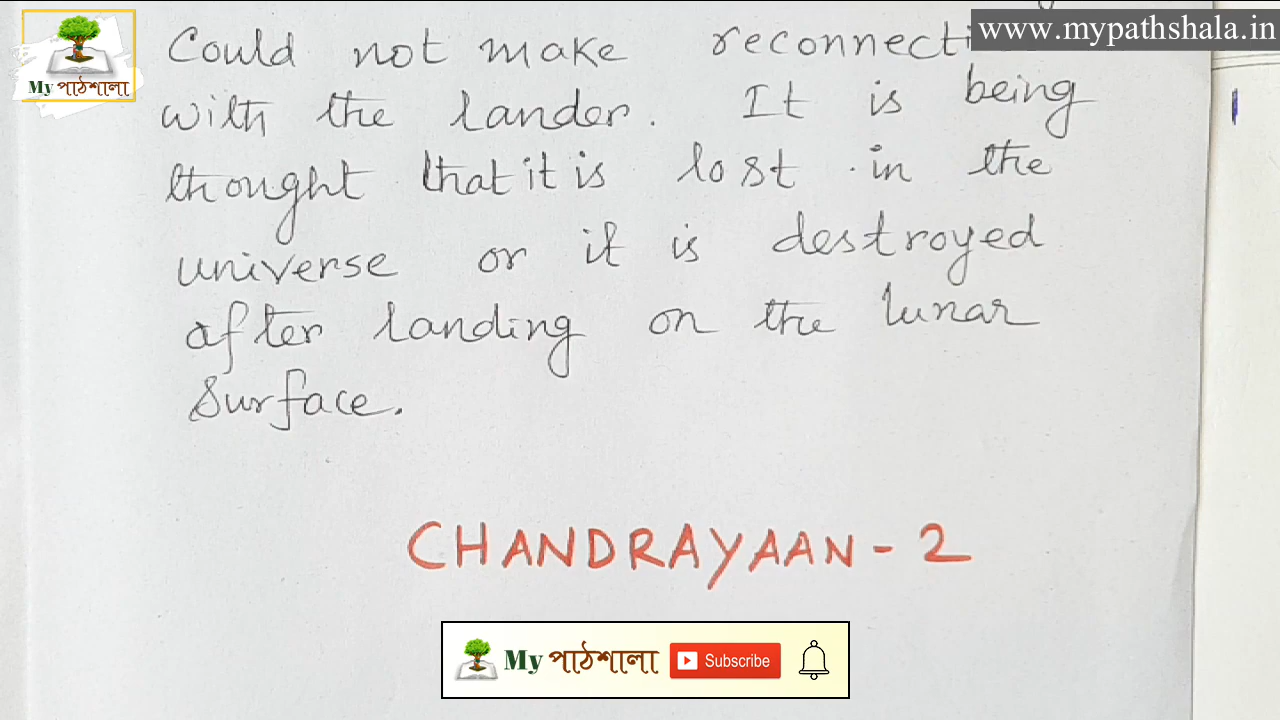 www.mypathshala.in
My পাঠশালা
Could not make
with the lander. It is being
thought that it is lost in the
universe or it is destroyed
after landing on the lunar
surface.
CHANDRAYAAN - 2
My পাঠশালা Subscribe